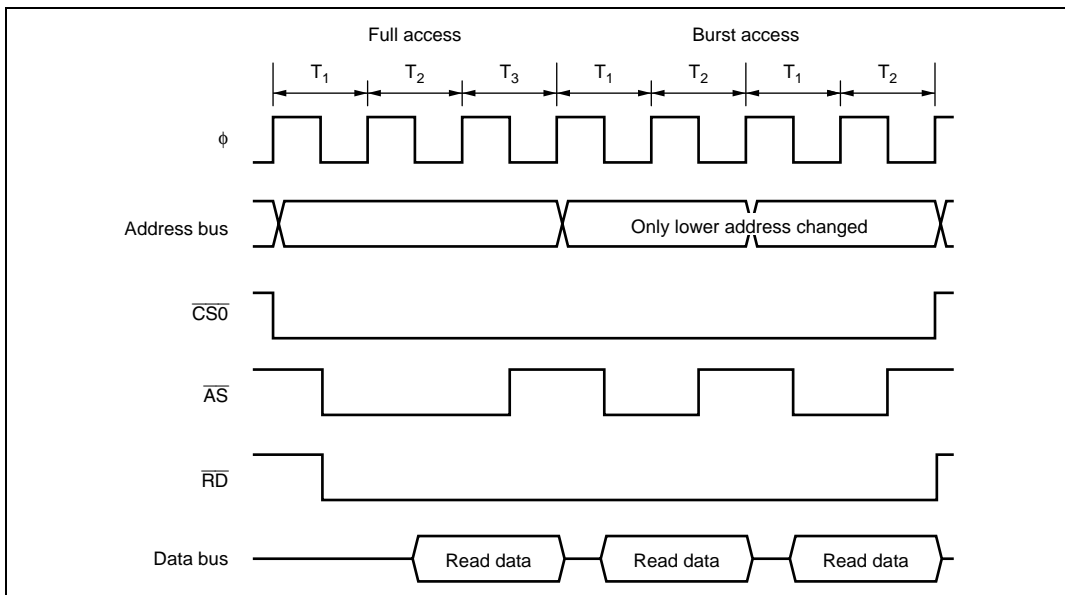 Full access Burst access
T1 T2 T3 T1 T2 T1 T2
ϕ
Address bus Only lower address changed
CS0
AS
RD
Data bus Read data Read data Read data